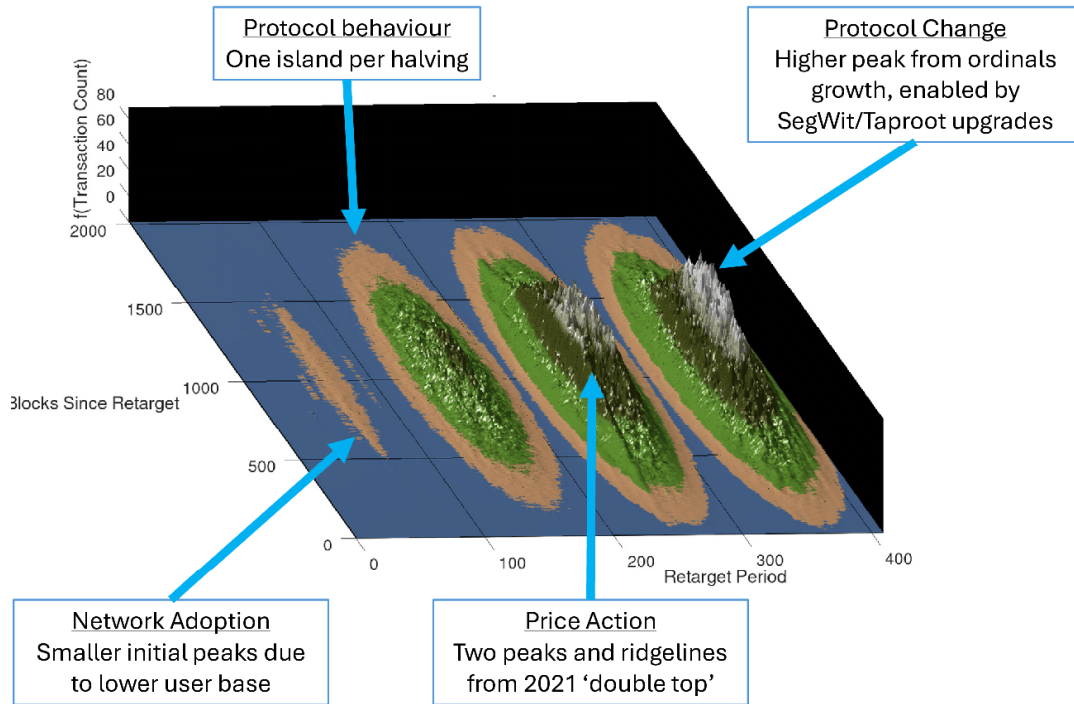 Protocol behaviour
One island per halving
Protocol Change
Higher peak from ordinals
growth, enabled by
SegWit/Taproot upgrades
f(Transaction Count)
80
60
40
20
0
2000
1500
1000
500
0
Blocks Since Retarget
0
100
200
300
400
Retarget Period
Network Adoption
Smaller initial peaks due
to lower user base
Price Action
Two peaks and ridgelines
from 2021 ‘double top’